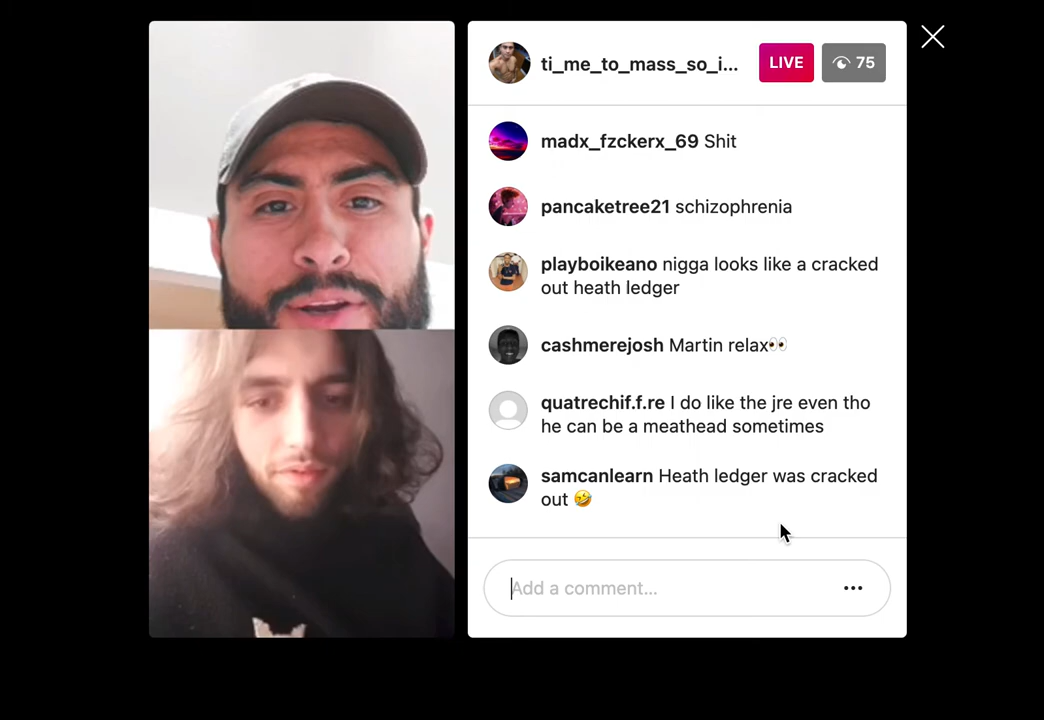 ti_me_to_mass_so_i...
LIVE
75
madx_fzckerx_69 Shit
pancaketree21 schizophrenia
playboikeano nigga looks like a cracked
out heath ledger
cashmerejosh Martin relax👀
quatrechif.f.re I do like the jre even tho
he can be a meathead sometimes
samcanlearn Heath ledger was cracked
out 🤣
Add a comment...